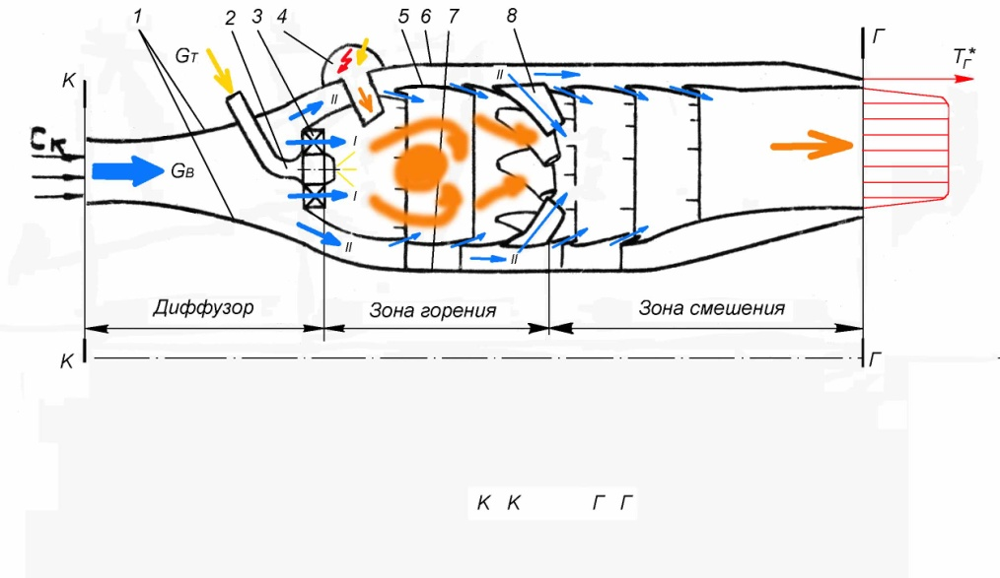 1 2 3 4 5 6 7 8
Г
Gт
II
Tг*
К
II
Cк
I
Gв
I
II
II
Диффузор
Зона горения
Зона смешения
К
Г
К К Г Г